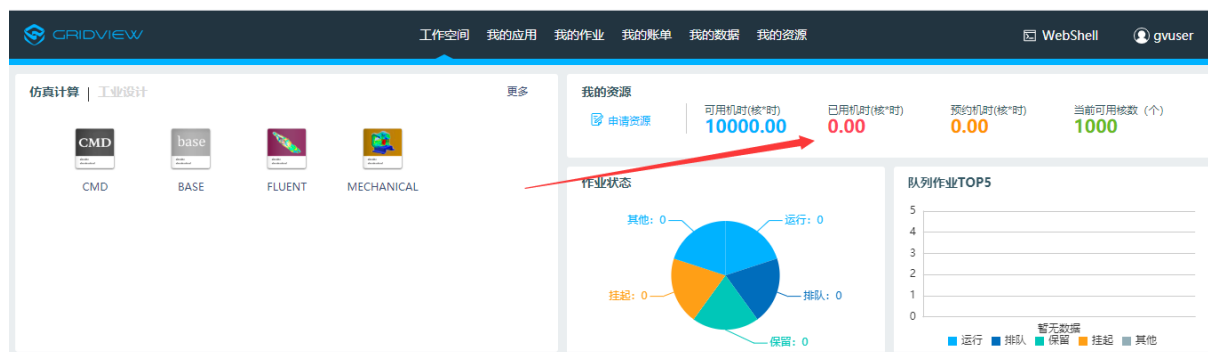 GRIDVIEW 工作空间 我的应用 我的作业 我的账单 我的数据 我的资源 WebShell gvuser
仿真计算 | 工业设计 更多
CMD base
CMD BASE FLUENT MECHANICAL
我的资源
申请资源
可用机时(核*时) 已用机时(核*时) 预约机时(核*时) 当前可用核数 (个)
10000.00 0.00 0.00 1000
作业状态
其他: 0 运行: 0
挂起: 0 排队: 0
保留: 0
队列作业TOP5
5
4
3
2
1
0
暂无数据
运行 排队 保留 挂起 其他